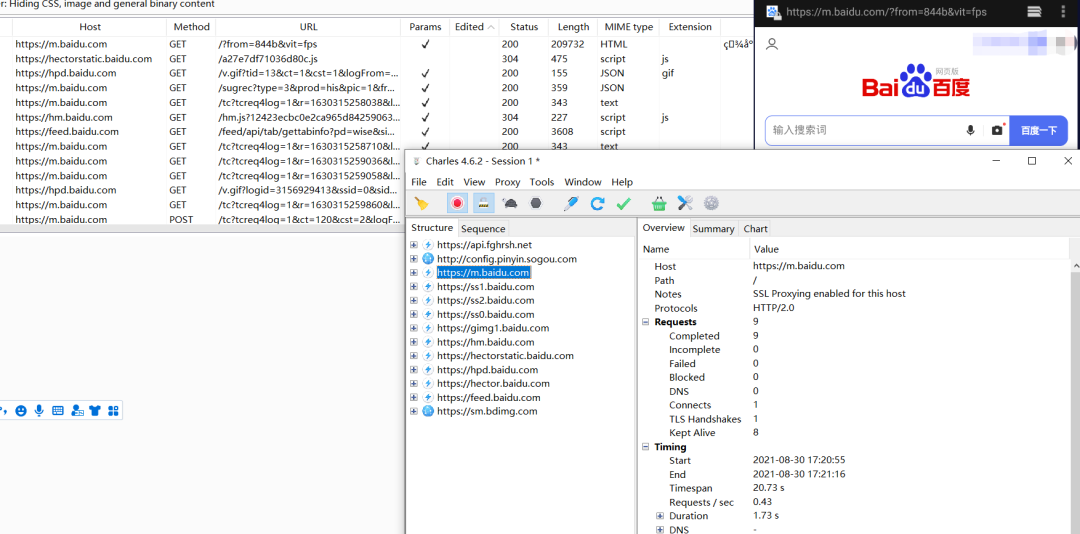 r: Hiding CSS, image and general binary content
Host Method URL Params Edited Status Length MIME type Extension
https://m.baidu.com GET /?from=844b&vit=fps ✓ 200 209732 HTML
https://hectorstatic.baidu.com GET /a27e7df71036d80c.js 304 475 script js
https://hpd.baidu.com GET /v.gif?tid=13&ct=1&cst=1&logFrom=... ✓ 200 155 JSON gif
https://m.baidu.com GET /sugrec?type=3&prod=his&pic=1&fr... ✓ 200 359 JSON
https://m.baidu.com GET /tc?tcreq4log=1&r=1630315258038&l... ✓ 200 343 text
https://hm.baidu.com GET /hm.js?12423ecbc0e2ca965d84259063... ✓ 304 227 script js
https://feed.baidu.com GET /feed/api/tab/gettabinfo?pd=wise&si... ✓ 200 3608 script
https://m.baidu.com GET /tc?tcreq4log=1&r=1630315258710&l... ✓ 200 343 text
https://m.baidu.com GET /tc?tcreq4log=1&r=1630315259036&l...
https://m.baidu.com GET /tc?tcreq4log=1&r=1630315259058&l...
https://hpd.baidu.com GET /v.gif?logid=3156929413&ssid=0&sid...
https://m.baidu.com GET /tc?tcreq4log=1&r=1630315259860&l...
https://m.baidu.com POST /tc?tcreq4log=1&ct=120&cst=2&logF...
https://m.baidu.com/?from=844b&vit=fps
网页版
Bai du 百度
输入搜索词 百度一下
Charles 4.6.2 - Session 1 *
File Edit View Proxy Tools Window Help
Structure Sequence
https://api.fghrsh.net
http://config.pinyin.sogou.com
https://m.baidu.com
https://ss1.baidu.com
https://ss2.baidu.com
https://ss0.baidu.com
https://gimg1.baidu.com
https://hm.baidu.com
https://hectorstatic.baidu.com
https://hpd.baidu.com
https://hector.baidu.com
https://feed.baidu.com
https://sm.bdimg.com
Overview Summary Chart
Name Value
Host https://m.baidu.com
Path /
Notes SSL Proxying enabled for this host
Protocols HTTP/2.0
Requests 9
Completed 9
Incomplete 0
Failed 0
Blocked 0
DNS 0
Connects 1
TLS Handshakes 1
Kept Alive 8
Timing
Start 2021-08-30 17:20:55
End 2021-08-30 17:21:16
Timespan 20.73 s
Requests / sec 0.43
Duration 1.73 s
DNS -